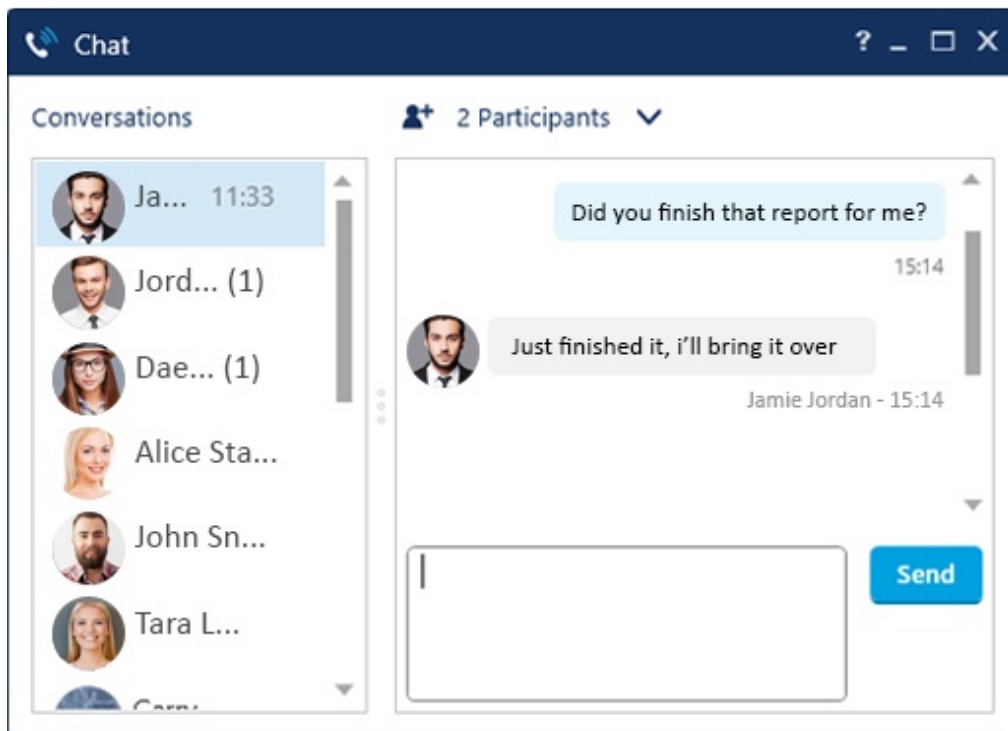 Chat
?
Conversations
2 Participants
Ja... 11:33
Jord... (1)
Dae... (1)
Alice Sta...
John Sn...
Tara L...
Did you finish that report for me?
15:14
Just finished it, i’ll bring it over
Jamie Jordan - 15:14
Send